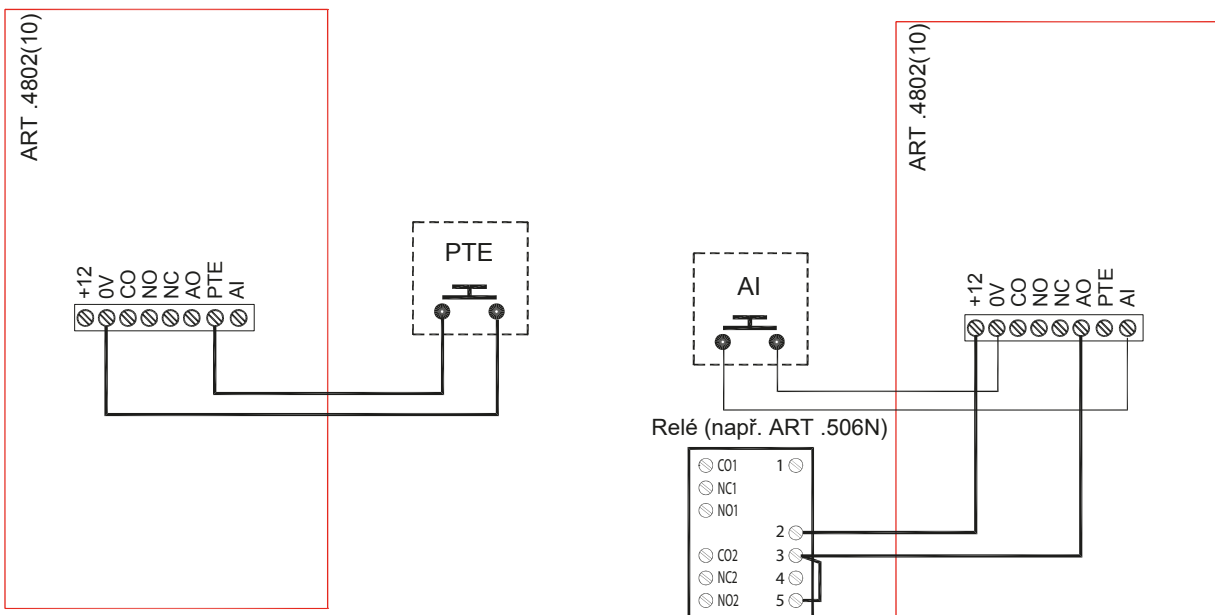 ART .4802(10)
+12
0V
CO
NO
NC
AO
PTE
AI
PTE
ART .4802(10)
AI
+12
0V
CO
NO
NC
AO
PTE
AI
Relé (např. ART .506N)
CO1 1
NC1
NO1
2
CO2 3
NC2 4
NO2 5